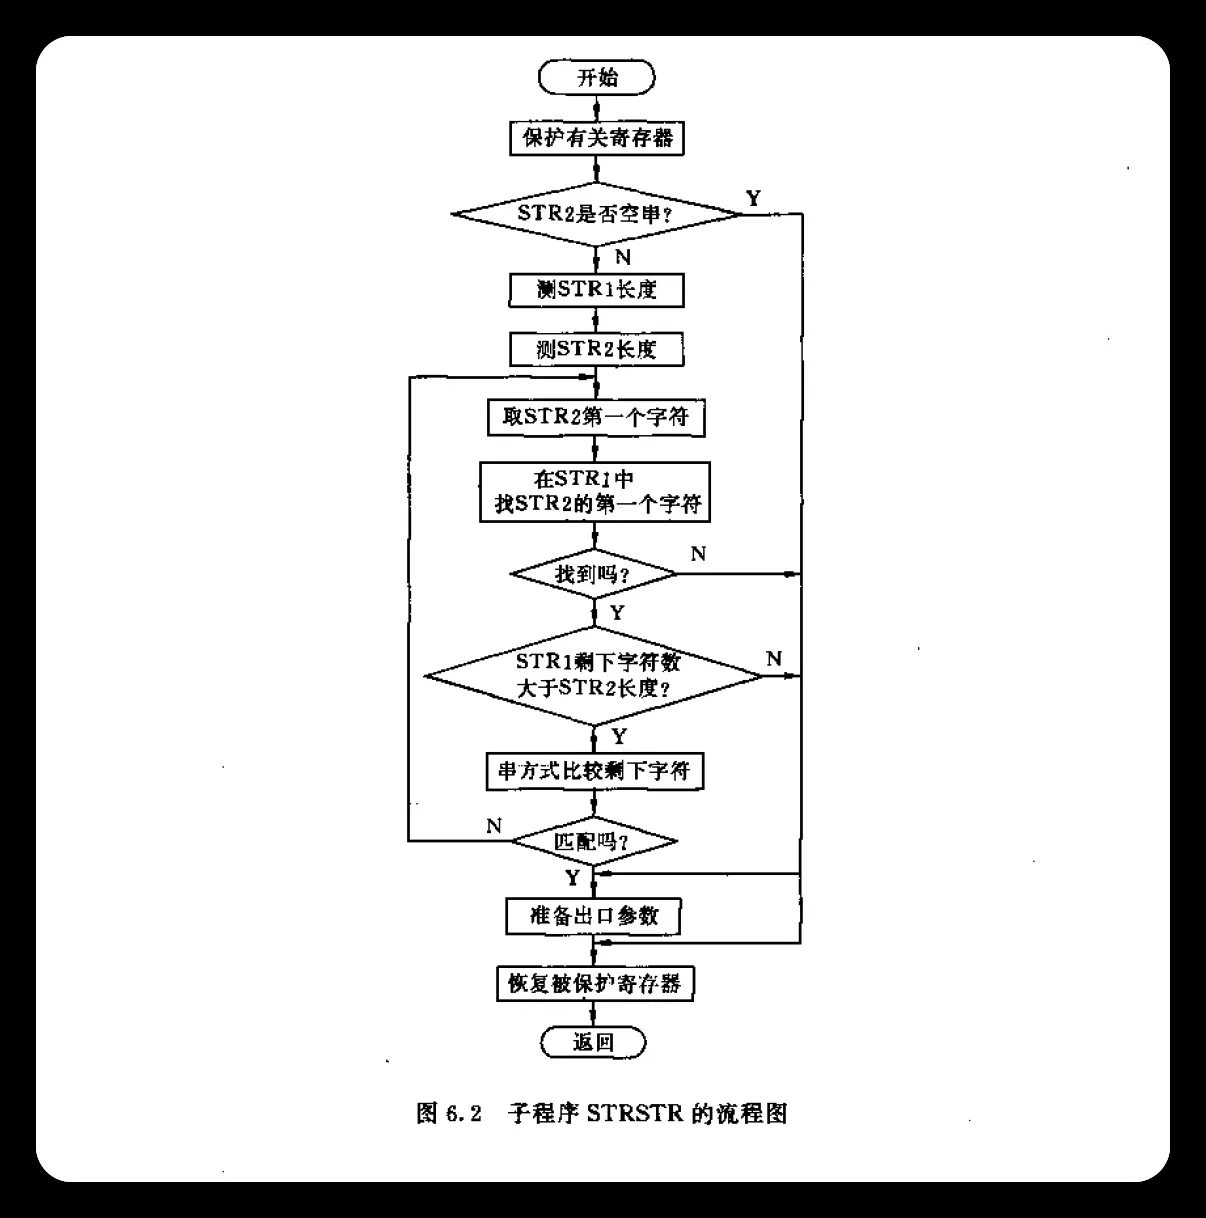 开始
保护有关寄存器
STR2是否空串?
Y
N
测STR1长度
测STR2长度
取STR2第一个字符
在STR1中
找STR2的第一个字符
找到吗?
N
Y
STR1剩下字符数
大于STR2长度?
N
Y
串方式比较剩下字符
匹配吗?
N
Y
准备出口参数
恢复被保护寄存器
返回
图 6.2 子程序 STRSTR 的流程图